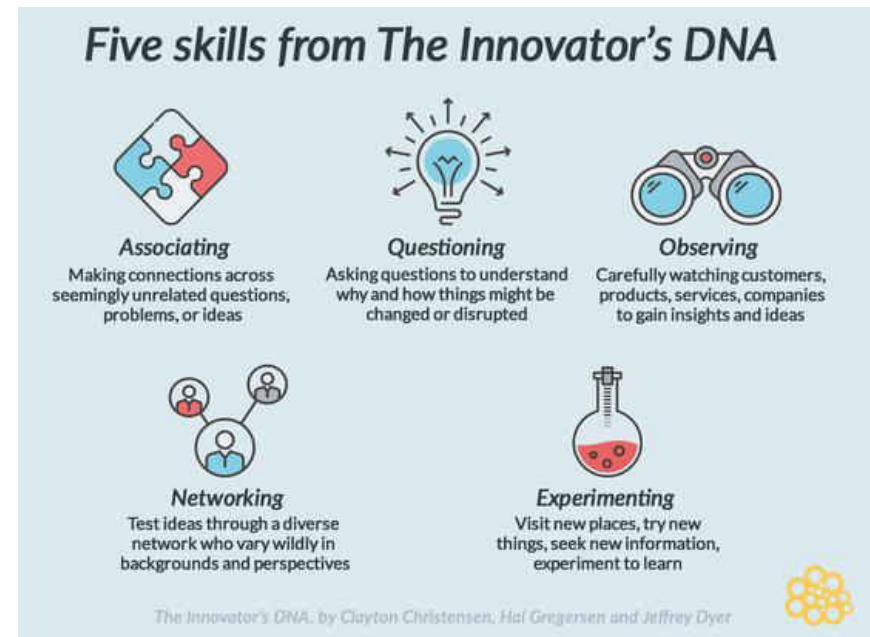 Five skills from The Innovator's DNA
Associating
Making connections across
seemingly unrelated questions,
problems, or ideas
Questioning
Asking questions to understand
why and how things might be
changed or disrupted
Observing
Carefully watching customers,
products, services, companies
to gain insights and ideas
Networking
Test ideas through a diverse
network who vary wildly in
backgrounds and perspectives
Experimenting
Visit new places, try new
things, seek new information,
experiment to learn
The Innovator's DNA. by Clayton Christensen, Hal Gregersen and Jeffrey Dyer